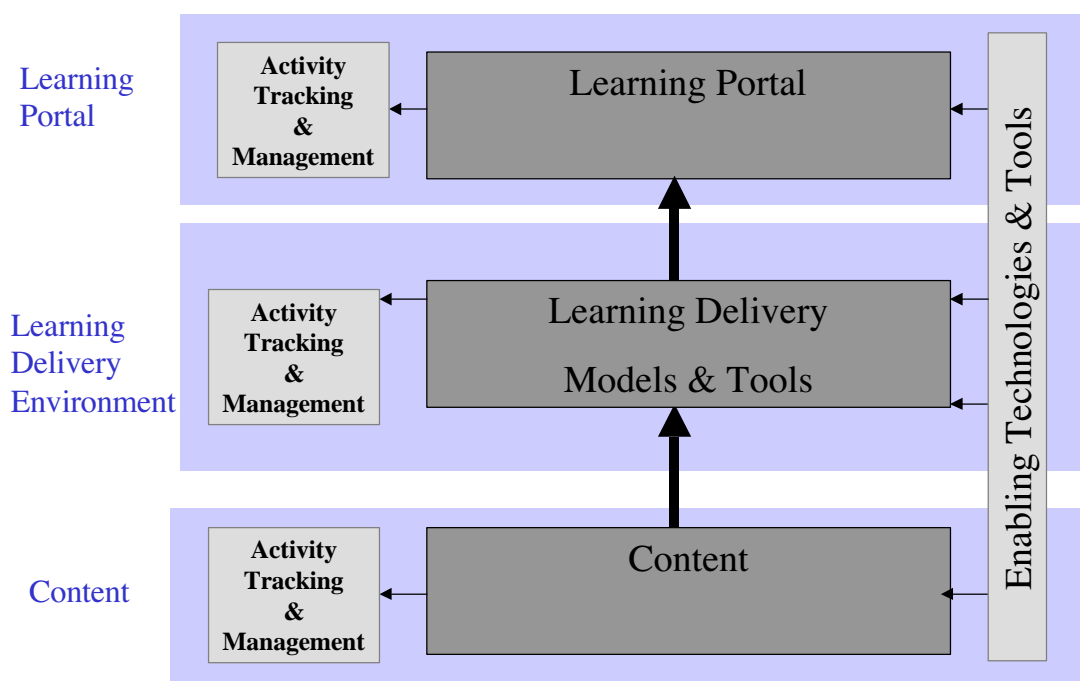 Learning
Portal
Activity
Tracking
&
Management
Learning Portal
Learning
Delivery
Environment
Activity
Tracking
&
Management
Learning Delivery
Models & Tools
Content
Activity
Tracking
&
Management
Content
Enabling Technologies & Tools